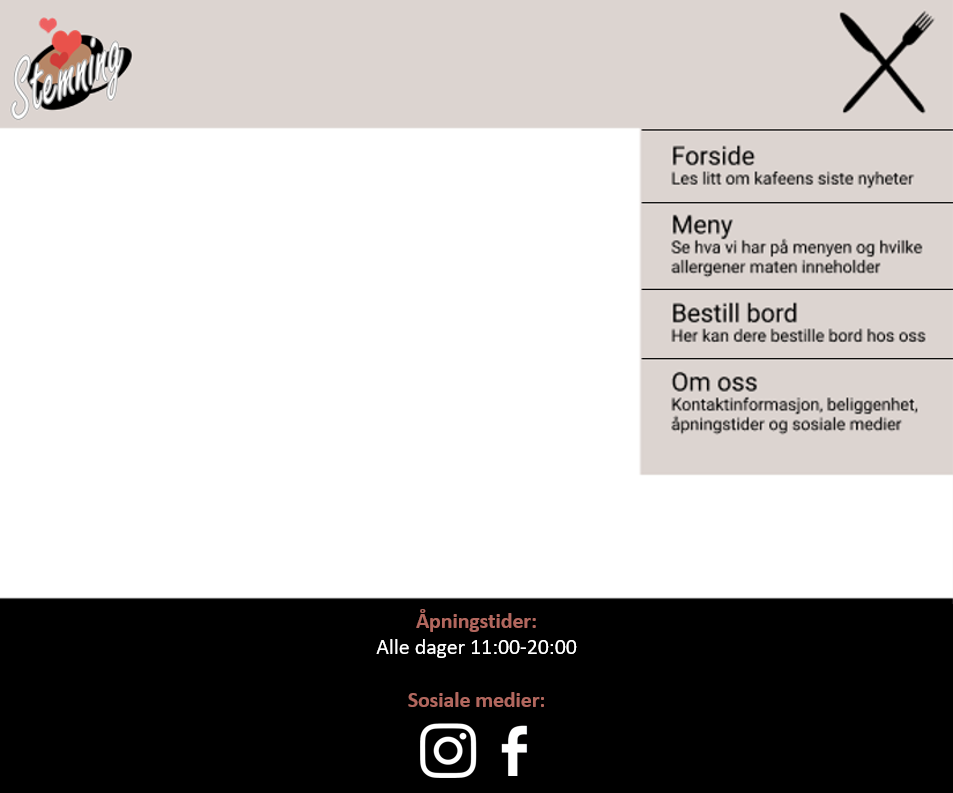 Stemning
Forside
Les litt om kafeens siste nyheter
Meny
Se hva vi har på menyen og hvilke
allergener maten inneholder
Bestill bord
Her kan dere bestille bord hos oss
Om oss
Kontaktinformasjon, beliggenhet,
åpningstider og sosiale medier
Åpningstider:
Alle dager 11:00-20:00
Sosiale medier: